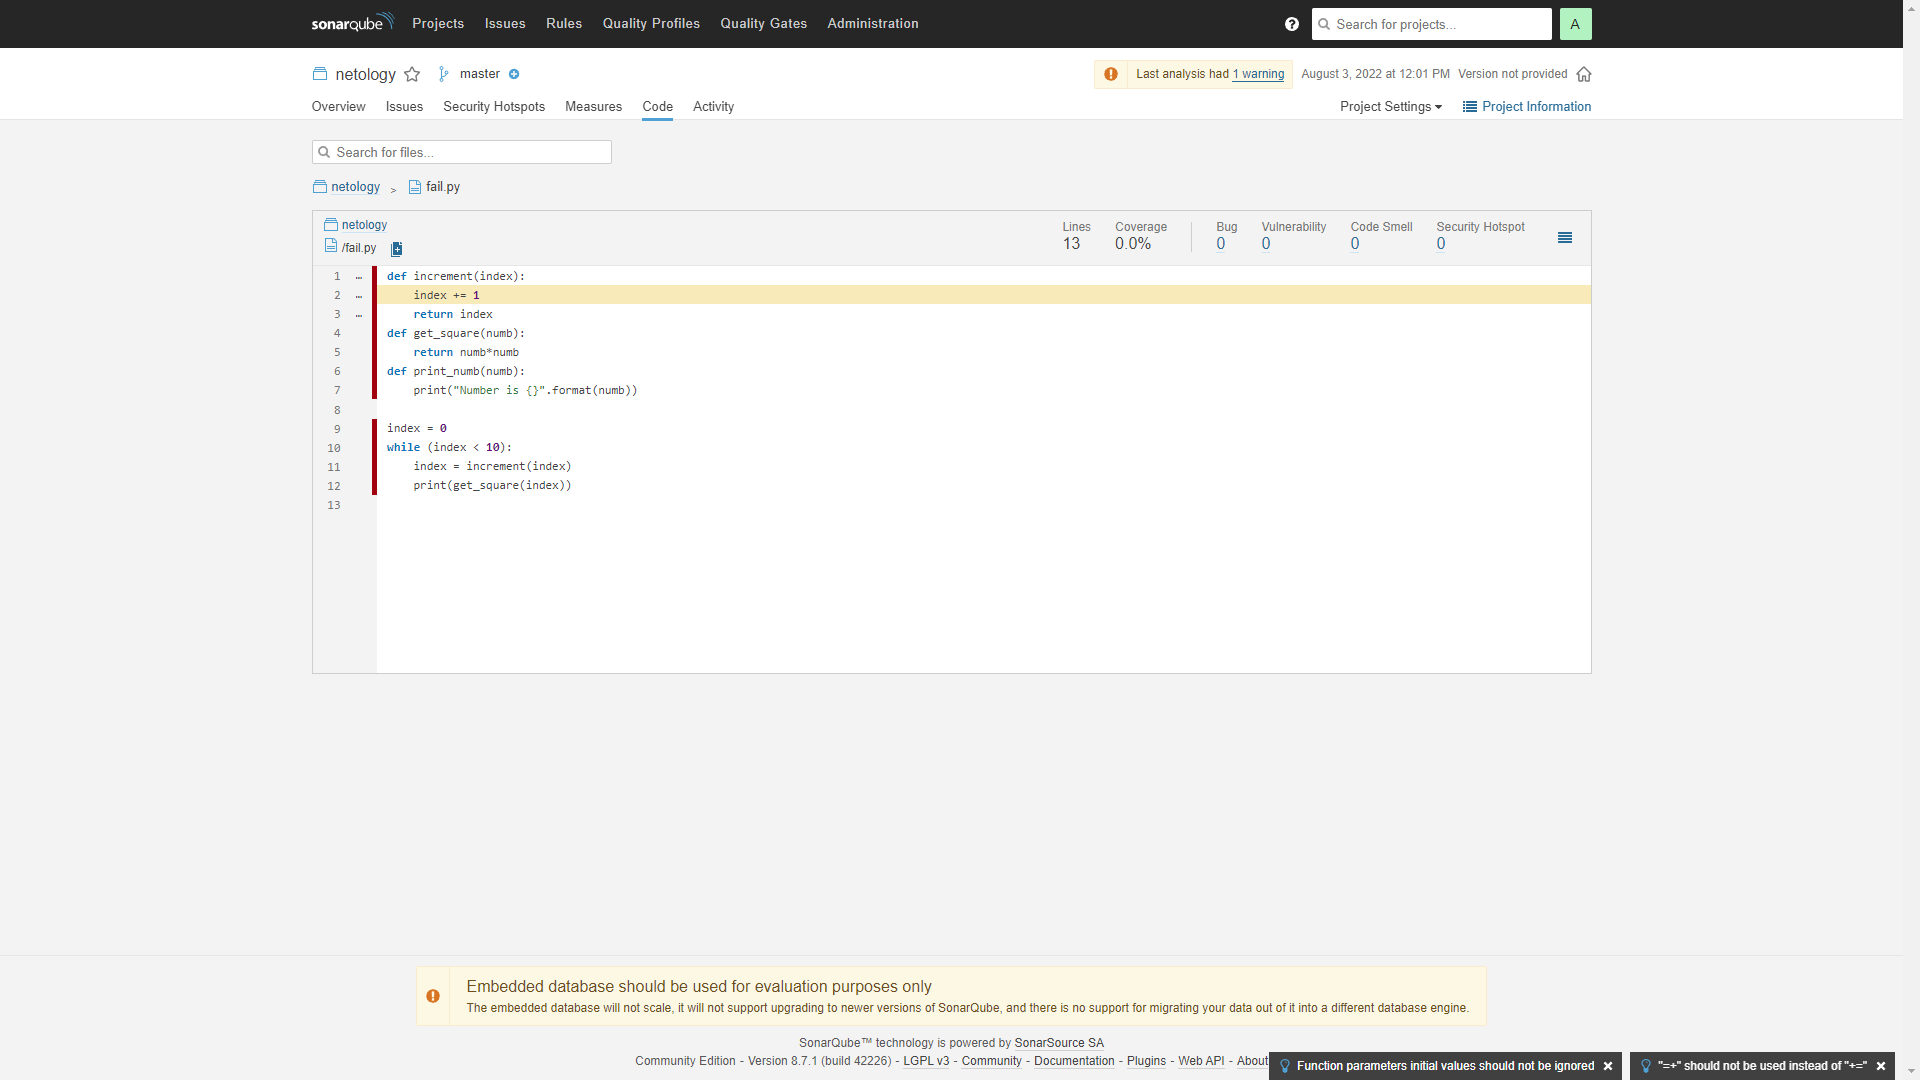 sonarqube Projects Issues Rules Quality Profiles Quality Gates Administration ? Search for projects... A
netology master Last analysis had 1 warning August 3, 2022 at 12:01 PM Version not provided
Overview Issues Security Hotspots Measures Code Activity Project Settings Project Information
Search for files...
netology > fail.py
netology
/fail.py
Lines Coverage Bug Vulnerability Code Smell Security Hotspot
13 0.0% 0 0 0 0
1 … def increment(index):
2 …     index += 1
3 …     return index
4 def get_square(numb):
5     return numb*numb
6 def print_numb(numb):
7     print("Number is {}".format(numb))
8
9 index = 0
10 while (index < 10):
11     index = increment(index)
12     print(get_square(index))
13
Embedded database should be used for evaluation purposes only
The embedded database will not scale, it will not support upgrading to newer versions of SonarQube, and there is no support for migrating your data out of it into a different database engine.
SonarQube™ technology is powered by SonarSource SA
Community Edition - Version 8.7.1 (build 42226) - LGPL v3 - Community - Documentation - Plugins - Web API - About
Function parameters initial values should not be ignored ×
"=+" should not be used instead of "+=" ×